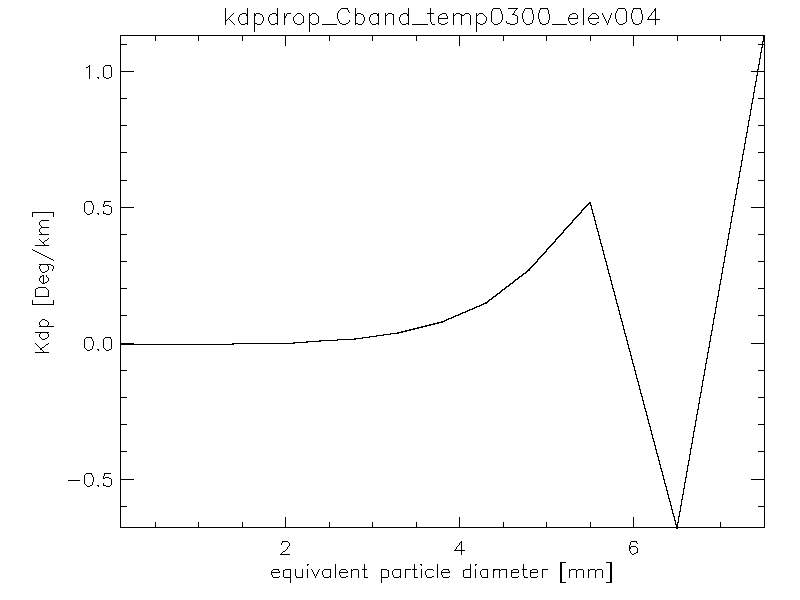 kdpdrop_Cband_temp0300_elev004
1.0
0.5
0.0
-0.5
Kdp [Deg/km]
2 4 6
equivalent particle diameter [mm]